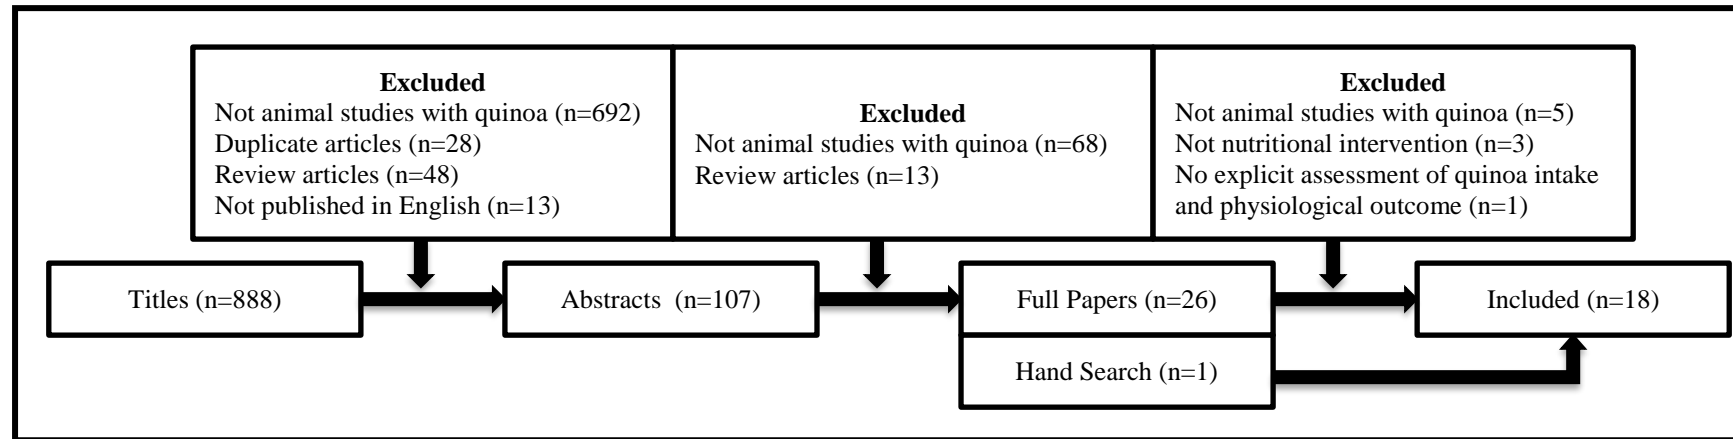 Excluded
Not animal studies with quinoa (n=692)
Duplicate articles (n=28)
Review articles (n=48)
Not published in English (n=13)
Excluded
Not animal studies with quinoa (n=68)
Review articles (n=13)
Excluded
Not animal studies with quinoa (n=5)
Not nutritional intervention (n=3)
No explicit assessment of quinoa intake
and physiological outcome (n=1)
Titles (n=888)
Abstracts (n=107)
Full Papers (n=26)
Included (n=18)
Hand Search (n=1)